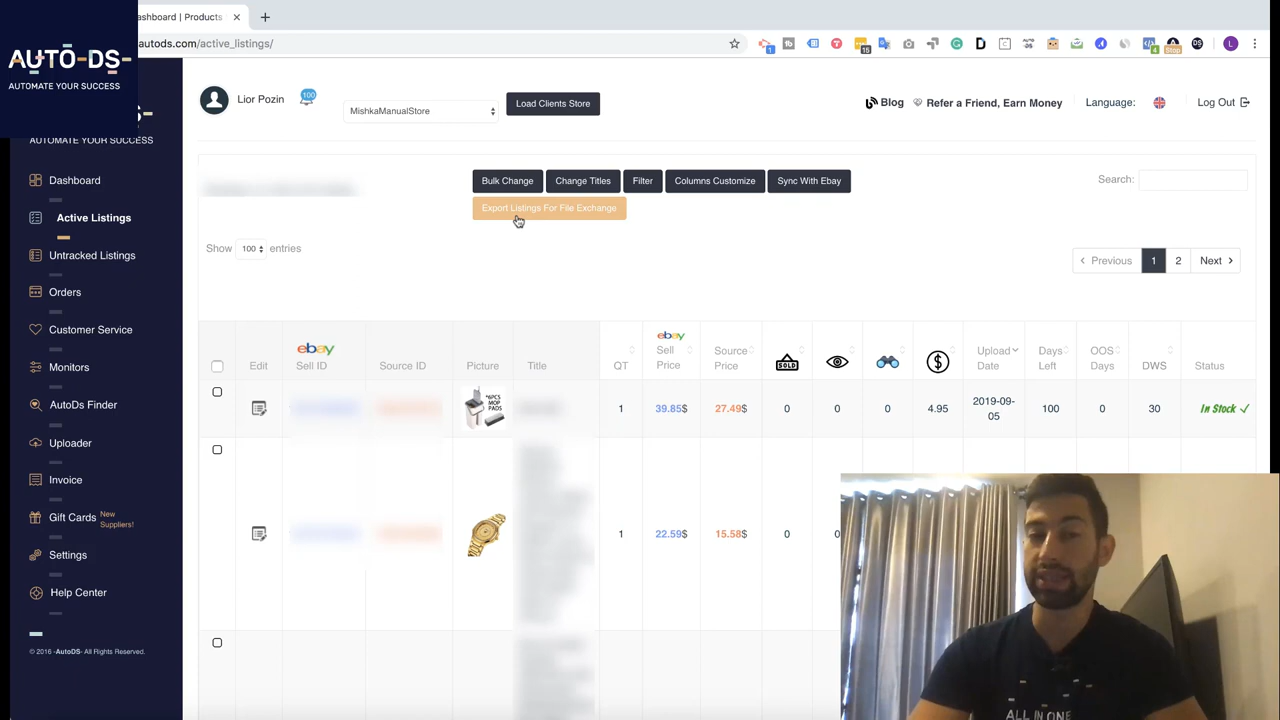 ashboard | Products
autods.com/active_listings/
AUTO-DS-
AUTOMATE YOUR SUCCESS
AUTOMATE YOUR SUCCESS
Dashboard
Active Listings
Untracked Listings
Orders
Customer Service
Monitors
AutoDs Finder
Uploader
Invoice
Gift Cards New Suppliers!
Settings
Help Center
© 2016 -AutoDS- All Rights Reserved.
Lior Pozin
100
MishkaManualStore
Load Clients Store
Blog
Refer a Friend, Earn Money
Language:
Log Out
Bulk Change
Change Titles
Filter
Columns Customize
Sync With Ebay
Export Listings For File Exchange
Search:
Show 100 entries
Previous 1 2 Next
Edit
ebay Sell ID
Source ID
Picture
Title
QT
ebay Sell Price
Source Price
SOLD
$
Upload Date
Days Left
OOS Days
DWS
Status
*6PCS MOP PADS
1 39.85$ 27.49$ 0 0 0 4.95 2019-09-05 100 0 30 In Stock
1 22.59$ 15.58$ 0 0
ALL IN ONE